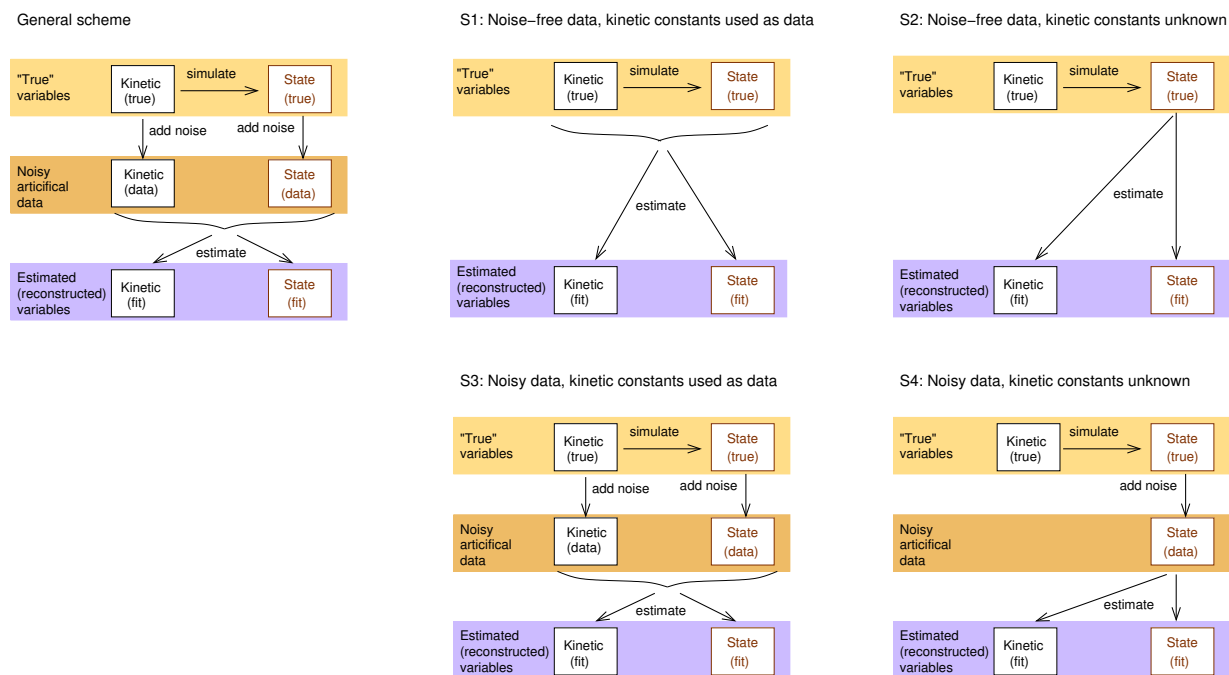 General scheme
"True"
variables
Kinetic
(true)
simulate
State
(true)
add noise
add noise
Noisy
articifical
data
Kinetic
(data)
State
(data)
estimate
Estimated
(reconstructed)
variables
Kinetic
(fit)
State
(fit)
S1: Noise−free data, kinetic constants used as data
"True"
variables
Kinetic
(true)
simulate
State
(true)
estimate
Estimated
(reconstructed)
variables
Kinetic
(fit)
State
(fit)
S2: Noise−free data, kinetic constants unknown
"True"
variables
Kinetic
(true)
simulate
State
(true)
estimate
Estimated
(reconstructed)
variables
Kinetic
(fit)
State
(fit)
S3: Noisy data, kinetic constants used as data
"True"
variables
Kinetic
(true)
simulate
State
(true)
add noise
add noise
Noisy
articifical
data
Kinetic
(data)
State
(data)
estimate
Estimated
(reconstructed)
variables
Kinetic
(fit)
State
(fit)
S4: Noisy data, kinetic constants unknown
"True"
variables
Kinetic
(true)
simulate
State
(true)
add noise
Noisy
articifical
data
State
(data)
estimate
Estimated
(reconstructed)
variables
Kinetic
(fit)
State
(fit)